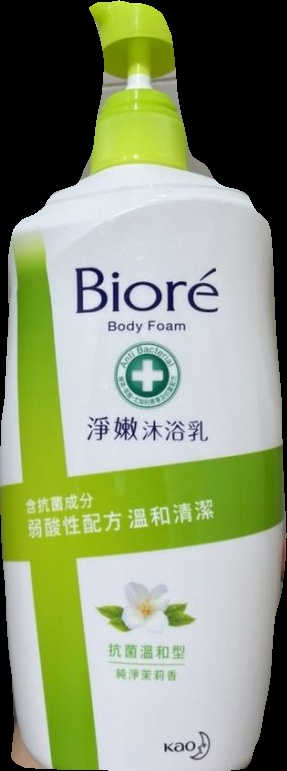 Bioré
Body Foam
Anti Bacterial
淨嫩沐浴乳
含抗菌成分
弱酸性配方溫和清潔
抗菌溫和型
純淨茉莉香
Kao